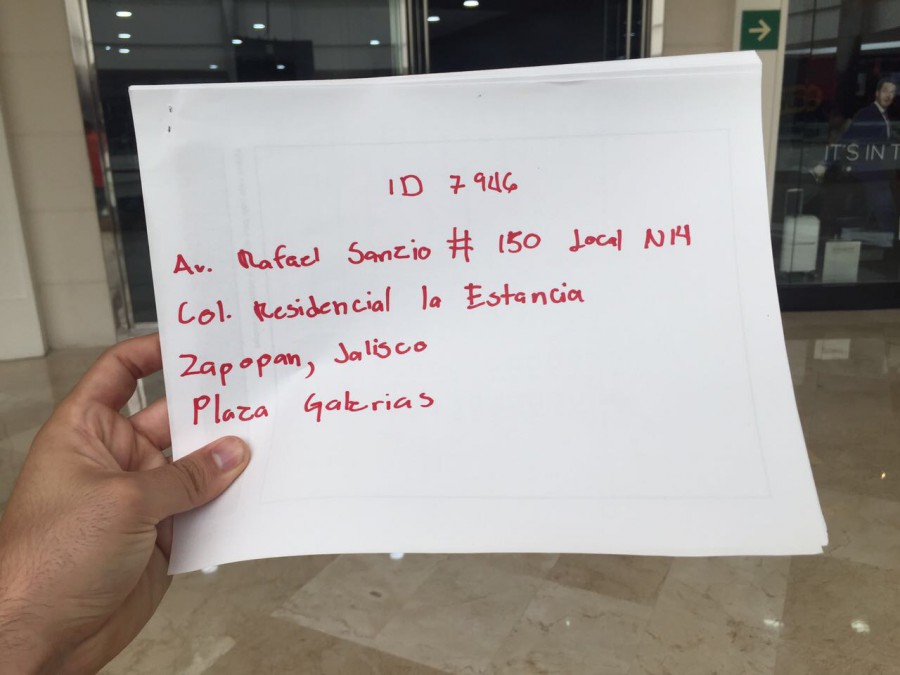 ID 7946
Av. Rafael Sanzio # 150 Local N14
Col. Residencial la Estancia
Zapopan, Jalisco
Plaza Galerias
IT'S IN T